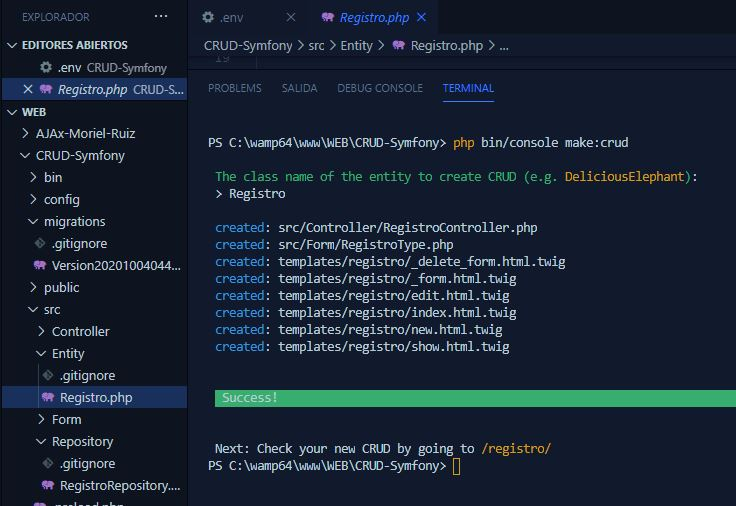 EXPLORADOR ...
EDITORES ABIERTOS
.env CRUD-Symfony
Registro.php CRUD-S...
WEB
AJAx-Moriel-Ruiz
CRUD-Symfony
bin
config
migrations
.gitignore
Version20201004044...
public
src
Controller
Entity
.gitignore
Registro.php
Form
Repository
.gitignore
RegistroRepository....
.preload.php
.env
Registro.php
CRUD-Symfony > src > Entity > Registro.php > ...
19
PROBLEMS SALIDA DEBUG CONSOLE TERMINAL
PS C:\wamp64\www\WEB\CRUD-Symfony> php bin/console make:crud
The class name of the entity to create CRUD (e.g. DeliciousElephant):
> Registro
created: src/Controller/RegistroController.php
created: src/Form/RegistroType.php
created: templates/registro/_delete_form.html.twig
created: templates/registro/_form.html.twig
created: templates/registro/edit.html.twig
created: templates/registro/index.html.twig
created: templates/registro/new.html.twig
created: templates/registro/show.html.twig
Success!
Next: Check your new CRUD by going to /registro/
PS C:\wamp64\www\WEB\CRUD-Symfony>